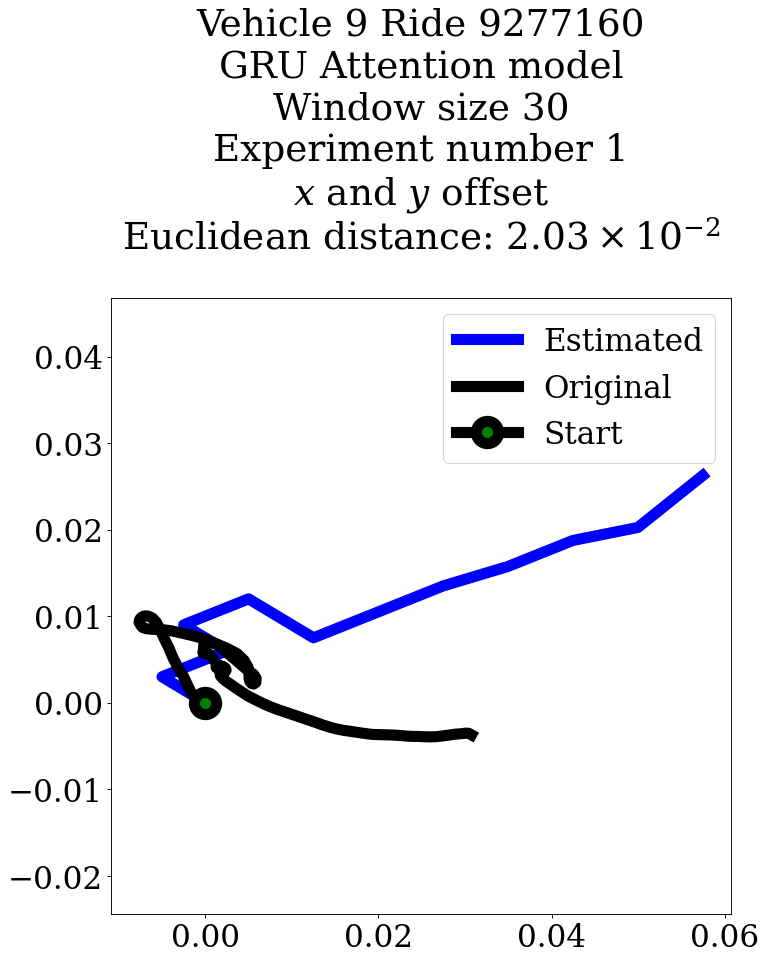 Vehicle 9 Ride 9277160
GRU Attention model
Window size 30
Experiment number 1
x and y offset
Euclidean distance: 2.03 × 10⁻²
Estimated
Original
Start
0.04
0.03
0.02
0.01
0.00
−0.01
−0.02
0.00 0.02 0.04 0.06